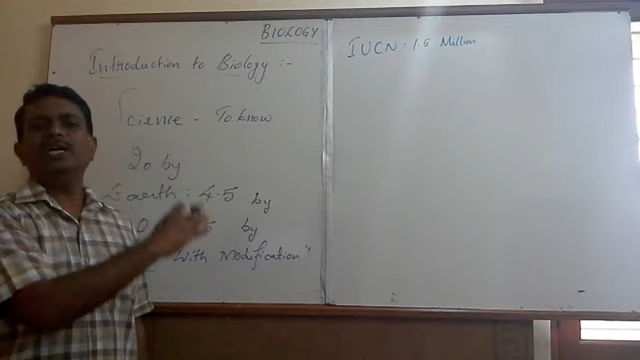 BIOLOGY
Introduction to Biology :-
Science - To know
20 by.
Earth : 4.5 by
by
With Modification"
IUCN : 1.5 Million